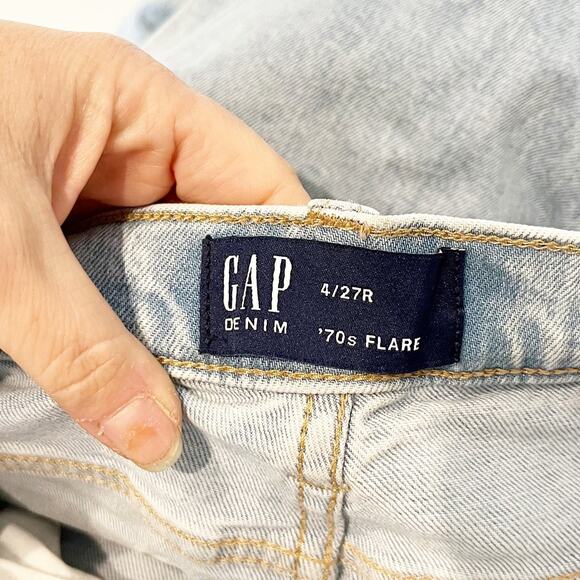 GAP
DENIM
4/27R
'70s FLARE